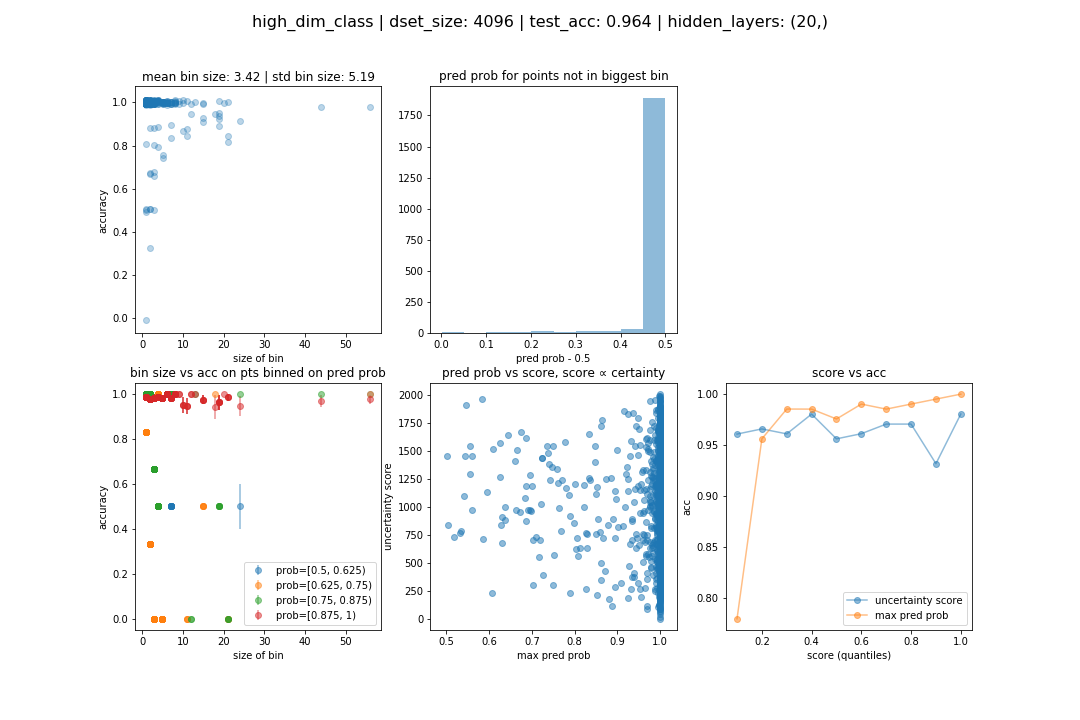 high_dim_class | dset_size: 4096 | test_acc: 0.964 | hidden_layers: (20,)
mean bin size: 3.42 | std bin size: 5.19
1.0
0.8
0.6
0.4
0.2
0.0
accuracy
0 10 20 30 40 50
size of bin
pred prob for points not in biggest bin
1750
1500
1250
1000
750
500
250
0
0.0 0.1 0.2 0.3 0.4 0.5
pred prob - 0.5
bin size vs acc on pts binned on pred prob
1.0
0.8
0.6
0.4
0.2
0.0
accuracy
prob=[0.5, 0.625)
prob=[0.625, 0.75)
prob=[0.75, 0.875)
prob=[0.875, 1)
0 10 20 30 40 50
size of bin
pred prob vs score, score ∝ certainty
2000
1750
1500
1250
1000
750
500
250
0
uncertainty score
0.5 0.6 0.7 0.8 0.9 1.0
max pred prob
score vs acc
1.00
0.95
0.90
0.85
0.80
acc
uncertainty score
max pred prob
0.2 0.4 0.6 0.8 1.0
score (quantiles)